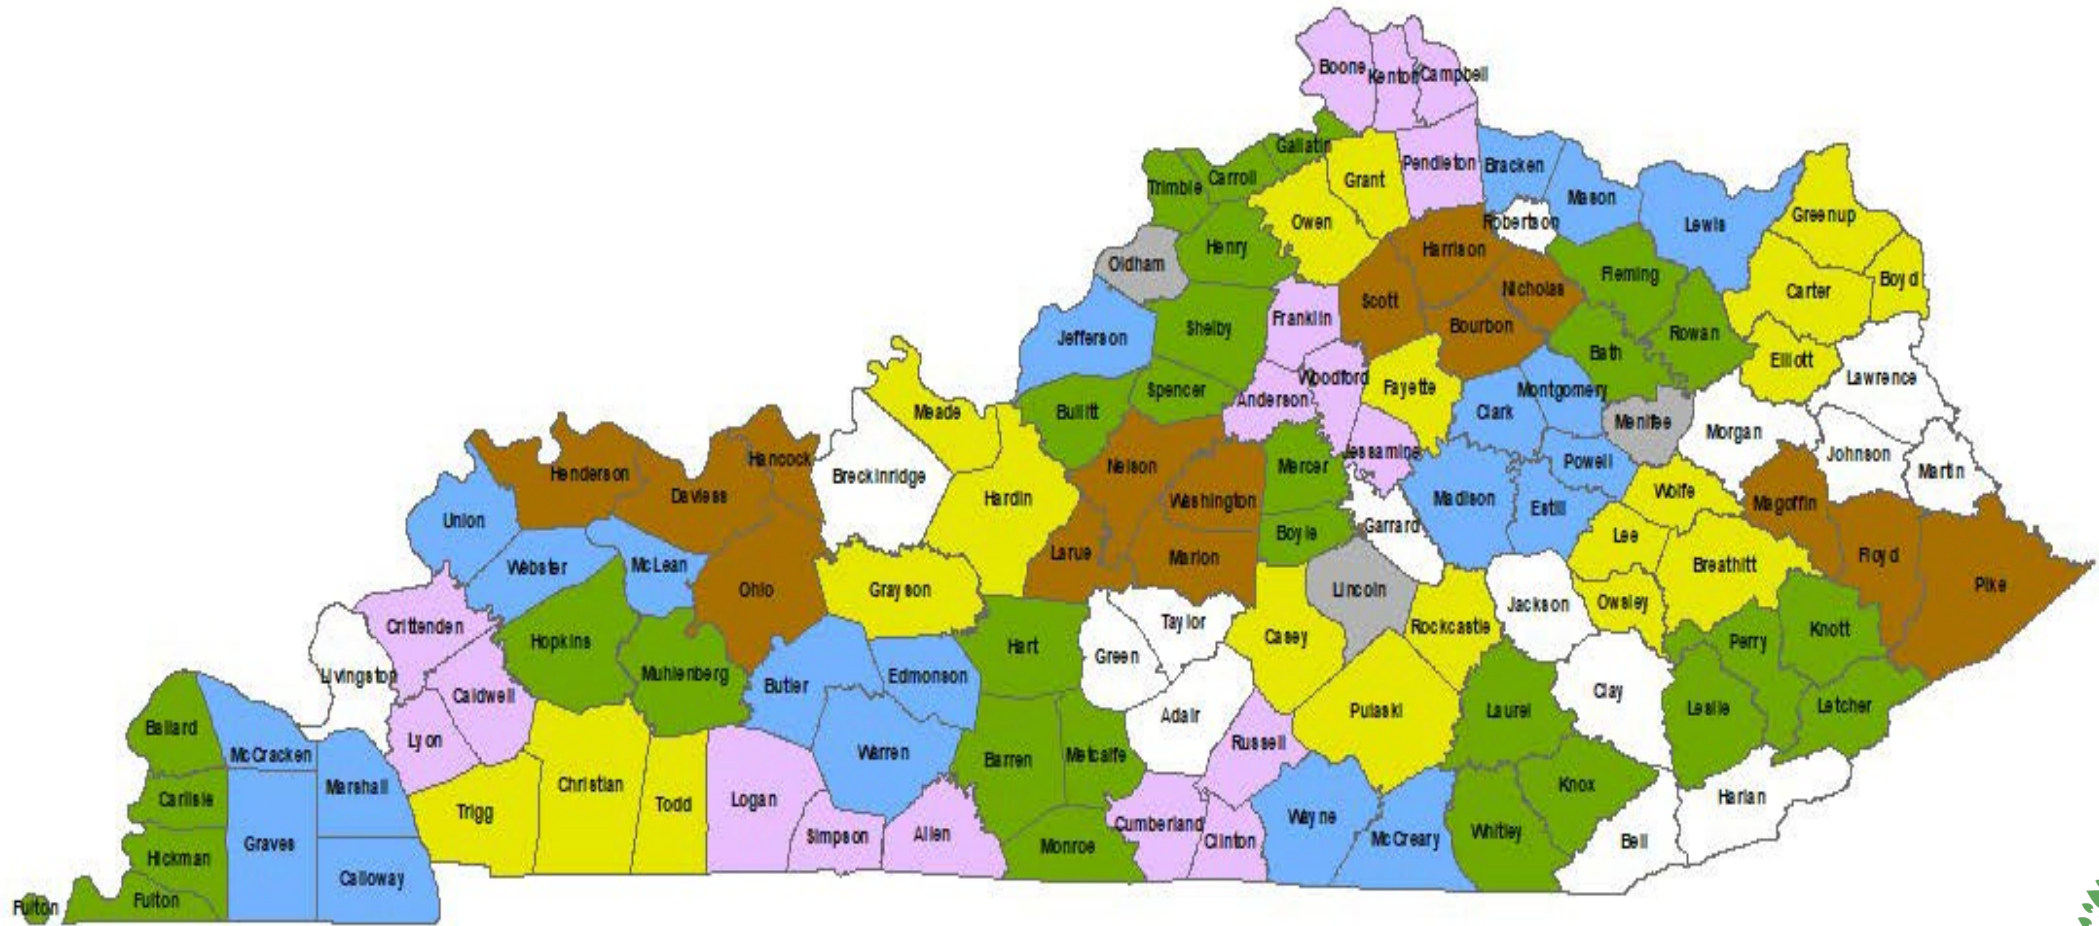 Boone
Kenton
Campbell
Gallatin
Pendleton
Bracken
Trimble
Carroll
Grant
Mason
Owen
Robertson
Lewis
Greenup
Henry
Harrison
Oldham
Fleming
Boyd
Nicholas
Carter
Scott
Franklin
Shelby
Bourbon
Rowan
Jefferson
Bath
Elliott
Woodford
Lawrence
Fayette
Spencer
Montgomery
Anderson
Bullitt
Meade
Clark
Menifee
Morgan
Jessamine
Johnson
Hancock
Nelson
Mercer
Powell
Martin
Henderson
Breckinridge
Wolfe
Daviess
Hardin
Washington
Madison
Magoffin
Estill
Union
Garrard
Boyle
Lee
Larue
Marion
Floyd
Webster
McLean
Breathitt
Pike
Ohio
Grayson
Lincoln
Jackson
Owsley
Crittenden
Taylor
Rockcastle
Casey
Knott
Hopkins
Perry
Hart
Green
Livingston
Muhlenberg
Edmonson
Butler
Clay
Caldwell
Letcher
Leslie
Pulaski
Laurel
Adair
Ballard
Lyon
Russell
McCracken
Warren
Metcalfe
Barren
Marshall
Christian
Knox
Harlan
Carlisle
Logan
Todd
Trigg
Wayne
Cumberland
Whitley
Allen
Simpson
McCreary
Clinton
Bell
Graves
Monroe
Hickman
Calloway
Fulton
Fulton